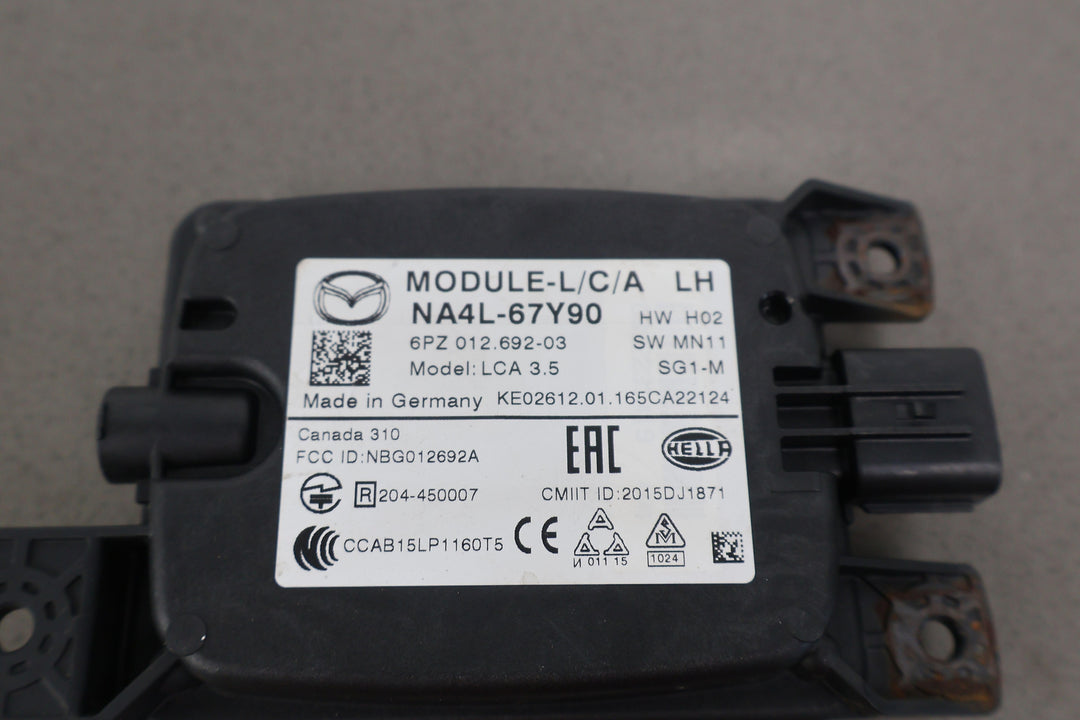 MODULE-L/C/A LH
NA4L-67Y90 HW H02
6PZ 012.692-03 SW MN11
Model: LCA 3.5 SG1-M
Made in Germany KE02612.01.165CA22124
Canada 310
FCC ID:NBG012692A
EAC HELLA
R 204-450007 CMIIT ID:2015DJ1871
CCAB15LP1160T5 CE
И 011 15 1024